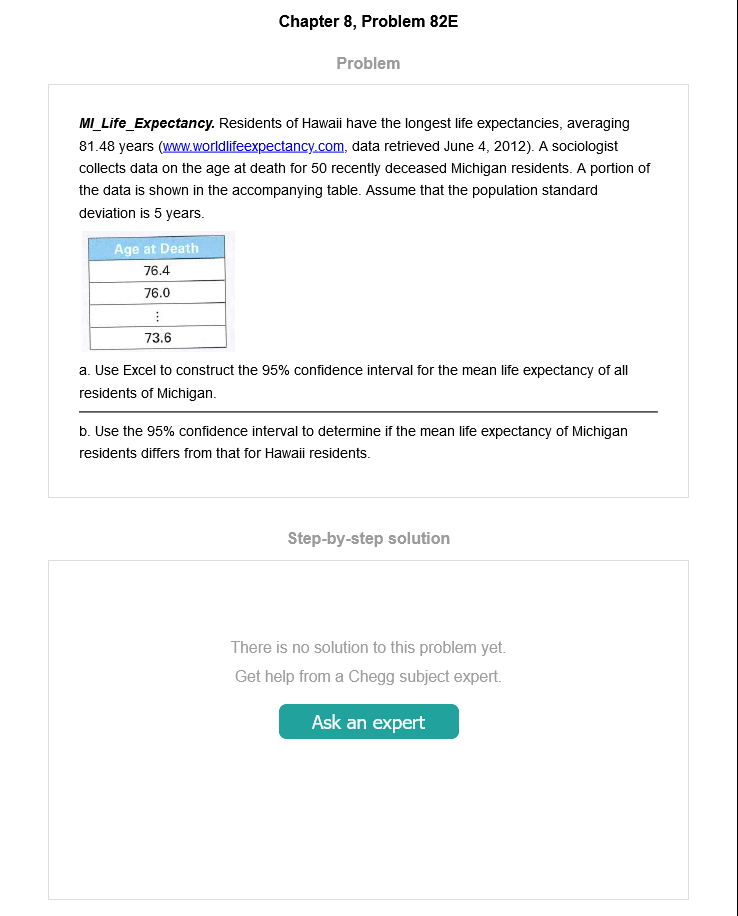 Chapter 8, Problem 82E
Problem
MI_Life_Expectancy. Residents of Hawaii have the longest life expectancies, averaging
81.48 years (www.worldlifeexpectancy.com, data retrieved June 4, 2012). A sociologist
collects data on the age at death for 50 recently deceased Michigan residents. A portion of
the data is shown in the accompanying table. Assume that the population standard
deviation is 5 years.
Age at Death
76.4
76.0
⋮
73.6
a. Use Excel to construct the 95% confidence interval for the mean life expectancy of all
residents of Michigan.
b. Use the 95% confidence interval to determine if the mean life expectancy of Michigan
residents differs from that for Hawaii residents.
Step-by-step solution
There is no solution to this problem yet.
Get help from a Chegg subject expert.
Ask an expert